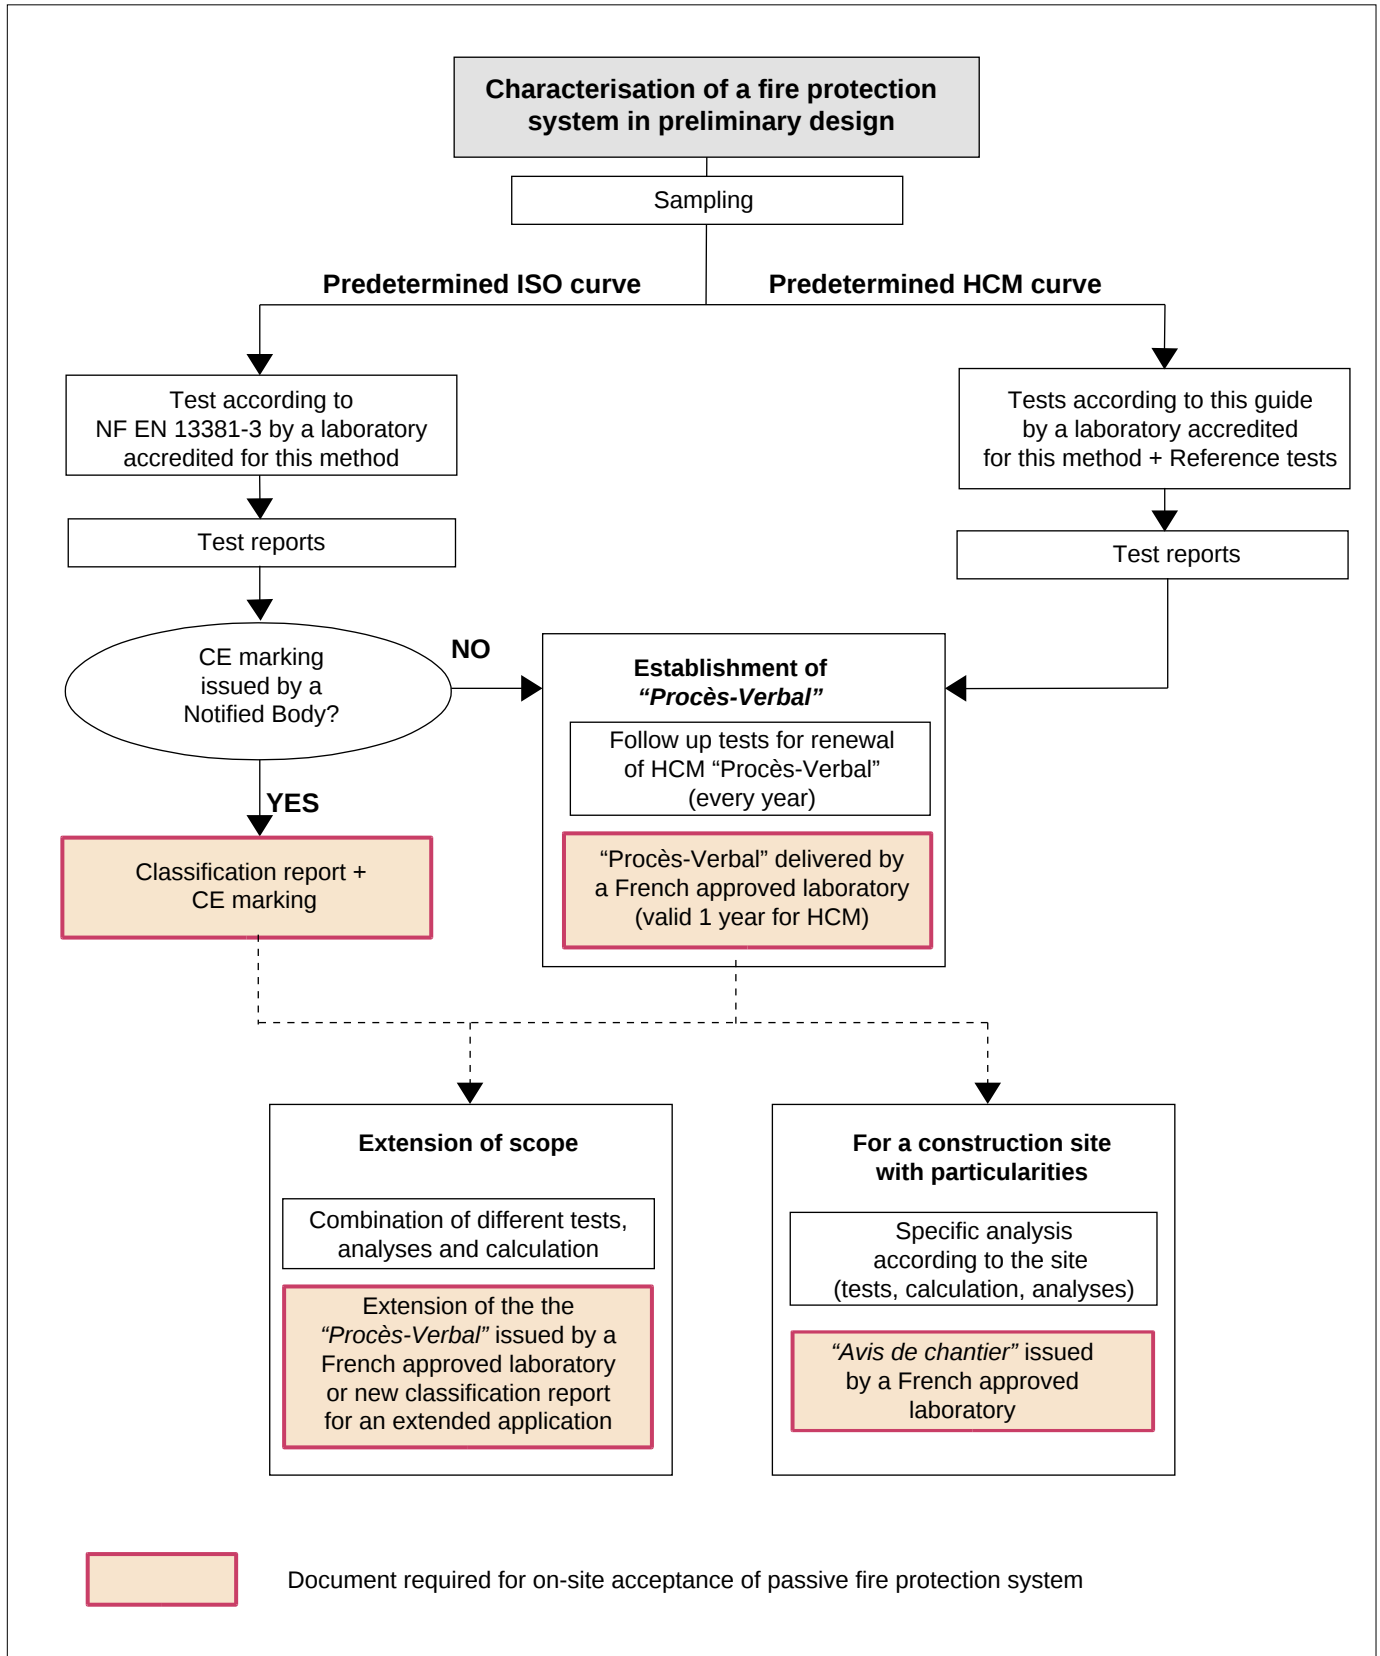 Characterisation of a fire protection
system in preliminary design
Sampling
Predetermined ISO curve
Predetermined HCM curve
Test according to
NF EN 13381-3 by a laboratory
accredited for this method
Tests according to this guide
by a laboratory accredited
for this method + Reference tests
Test reports
Test reports
CE marking
issued by a
Notified Body?
NO
YES
Establishment of
“Procès-Verbal”
Follow up tests for renewal
of HCM “Procès-Verbal”
(every year)
“Procès-Verbal” delivered by
a French approved laboratory
(valid 1 year for HCM)
Classification report +
CE marking
Extension of scope
Combination of different tests,
analyses and calculation
Extension of the the
“Procès-Verbal” issued by a
French approved laboratory
or new classification report
for an extended application
For a construction site
with particularities
Specific analysis
according to the site
(tests, calculation, analyses)
“Avis de chantier” issued
by a French approved
laboratory
Document required for on-site acceptance of passive fire protection system